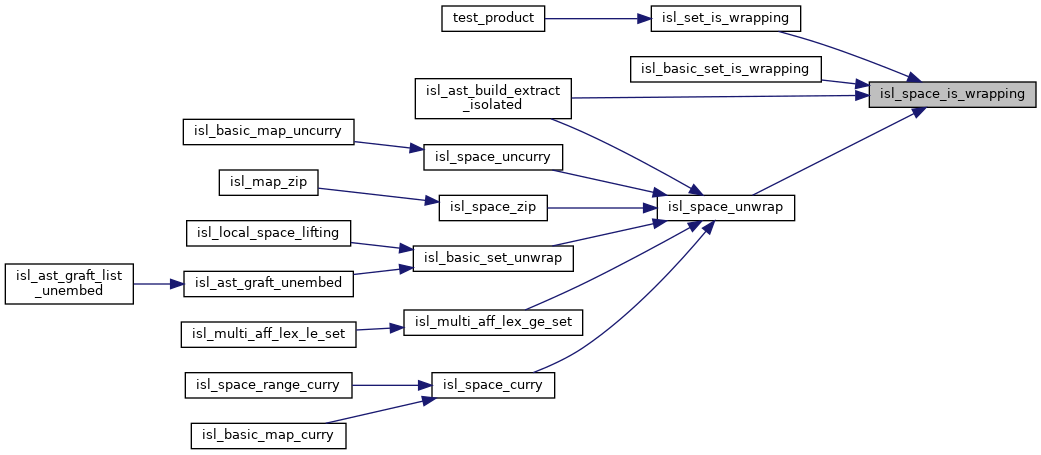 test_product
isl_set_is_wrapping
isl_basic_set_is_wrapping
isl_space_is_wrapping
isl_ast_build_extract
_isolated
isl_basic_map_uncurry
isl_space_uncurry
isl_map_zip
isl_space_zip
isl_space_unwrap
isl_local_space_lifting
isl_basic_set_unwrap
isl_ast_graft_list
_unembed
isl_ast_graft_unembed
isl_multi_aff_lex_ge_set
isl_multi_aff_lex_le_set
isl_space_range_curry
isl_space_curry
isl_basic_map_curry